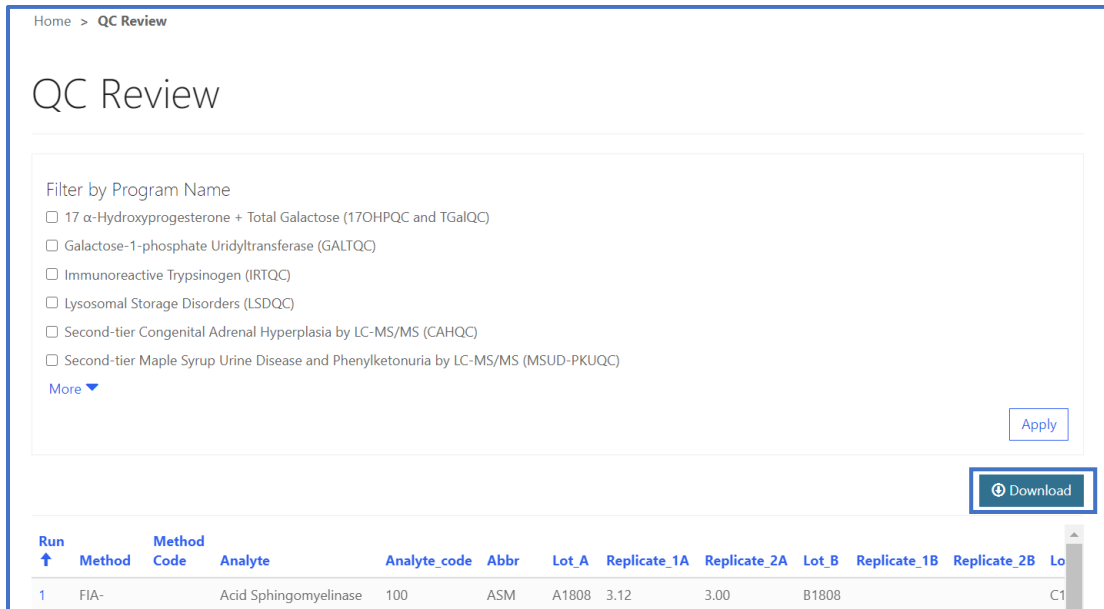 Home > QC Review
QC Review
Filter by Program Name
17 α-Hydroxyprogesterone + Total Galactose (17OHPQC and TGalQC)
Galactose-1-phosphate Uridyltransferase (GALTQC)
Immunoreactive Trypsinogen (IRTQC)
Lysosomal Storage Disorders (LSDQC)
Second-tier Congenital Adrenal Hyperplasia by LC-MS/MS (CAHQC)
Second-tier Maple Syrup Urine Disease and Phenylketonuria by LC-MS/MS (MSUD-PKUQC)
More
Apply
Download
Run Method Method Code Analyte Analyte_code Abbr Lot_A Replicate_1A Replicate_2A Lot_B Replicate_1B Replicate_2B Lo
1 FIA- Acid Sphingomyelinase 100 ASM A1808 3.12 3.00 B1808 C1